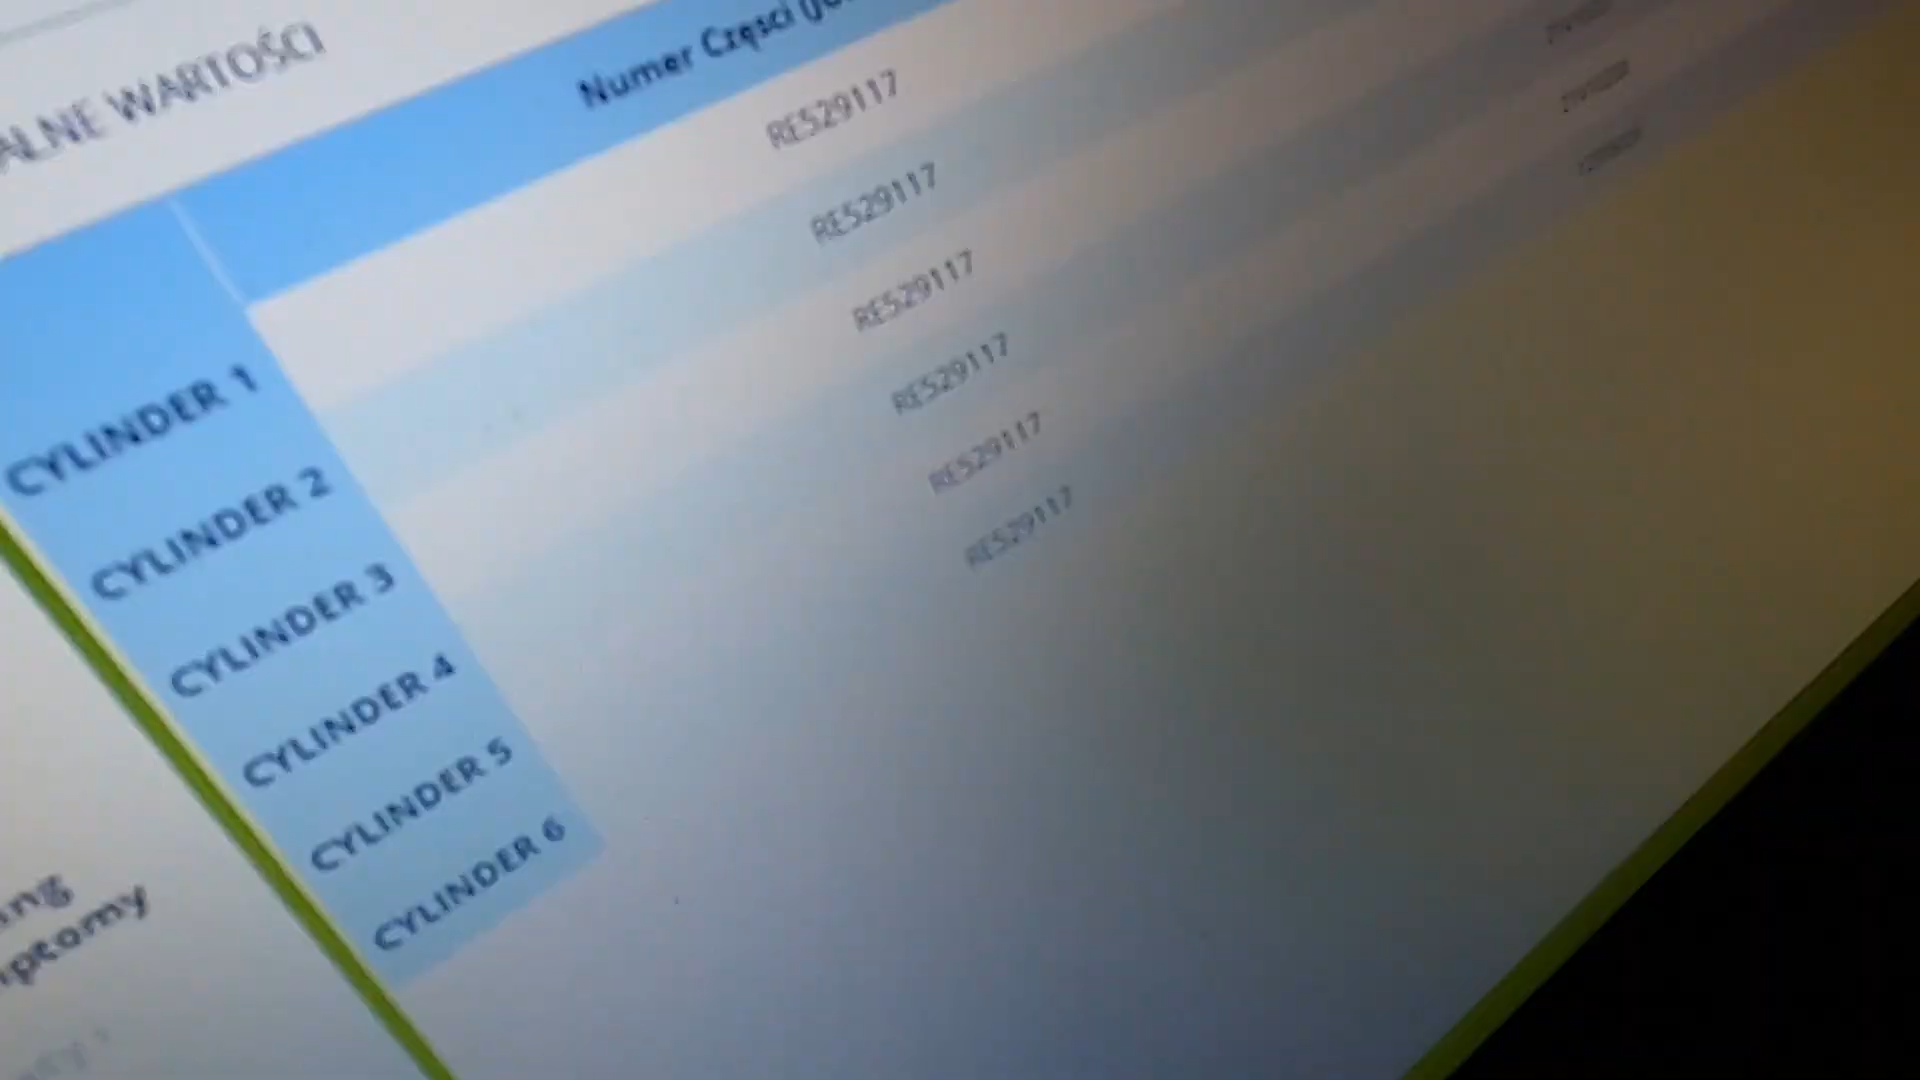 WARTOŚCI
Numer Części
CYLINDER 1 RE529117
CYLINDER 2 RE529117
CYLINDER 3 RE529117
CYLINDER 4 RE529117
CYLINDER 5 RE529117
CYLINDER 6 RE529117